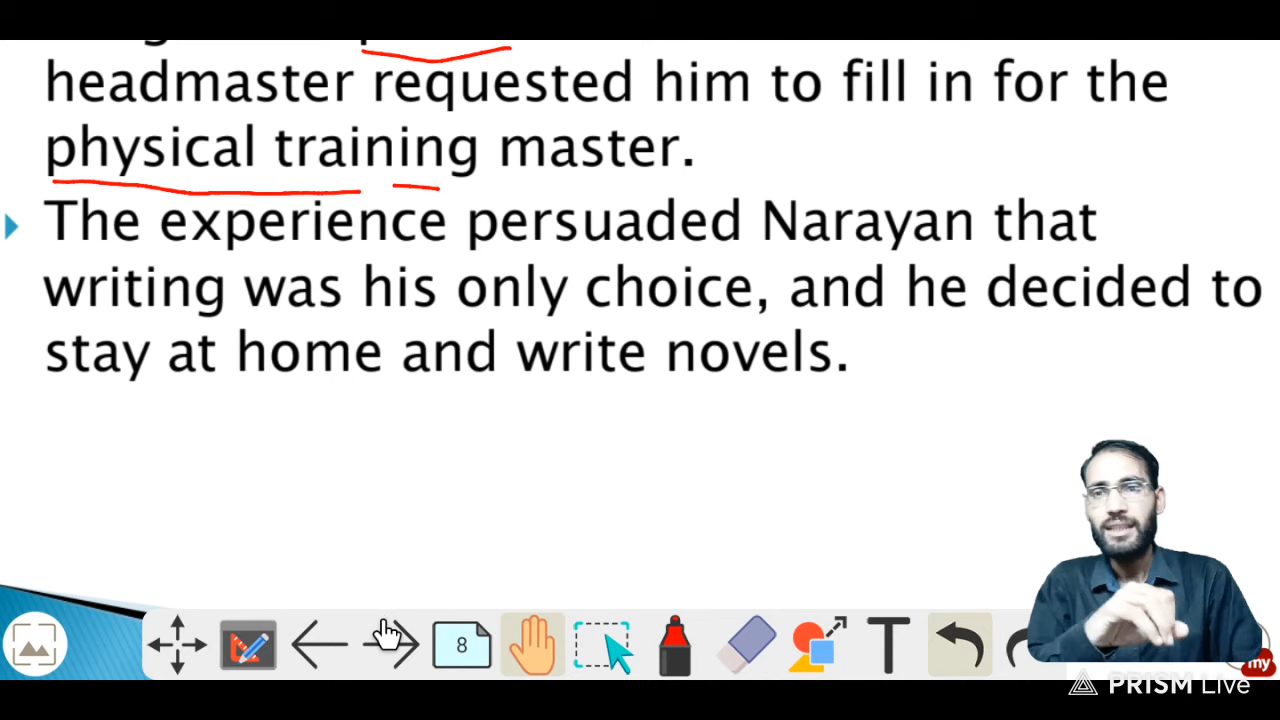 headmaster requested him to fill in for the
physical training master.
The experience persuaded Narayan that
writing was his only choice, and he decided to
stay at home and write novels.
8
T
my
PRISM Live